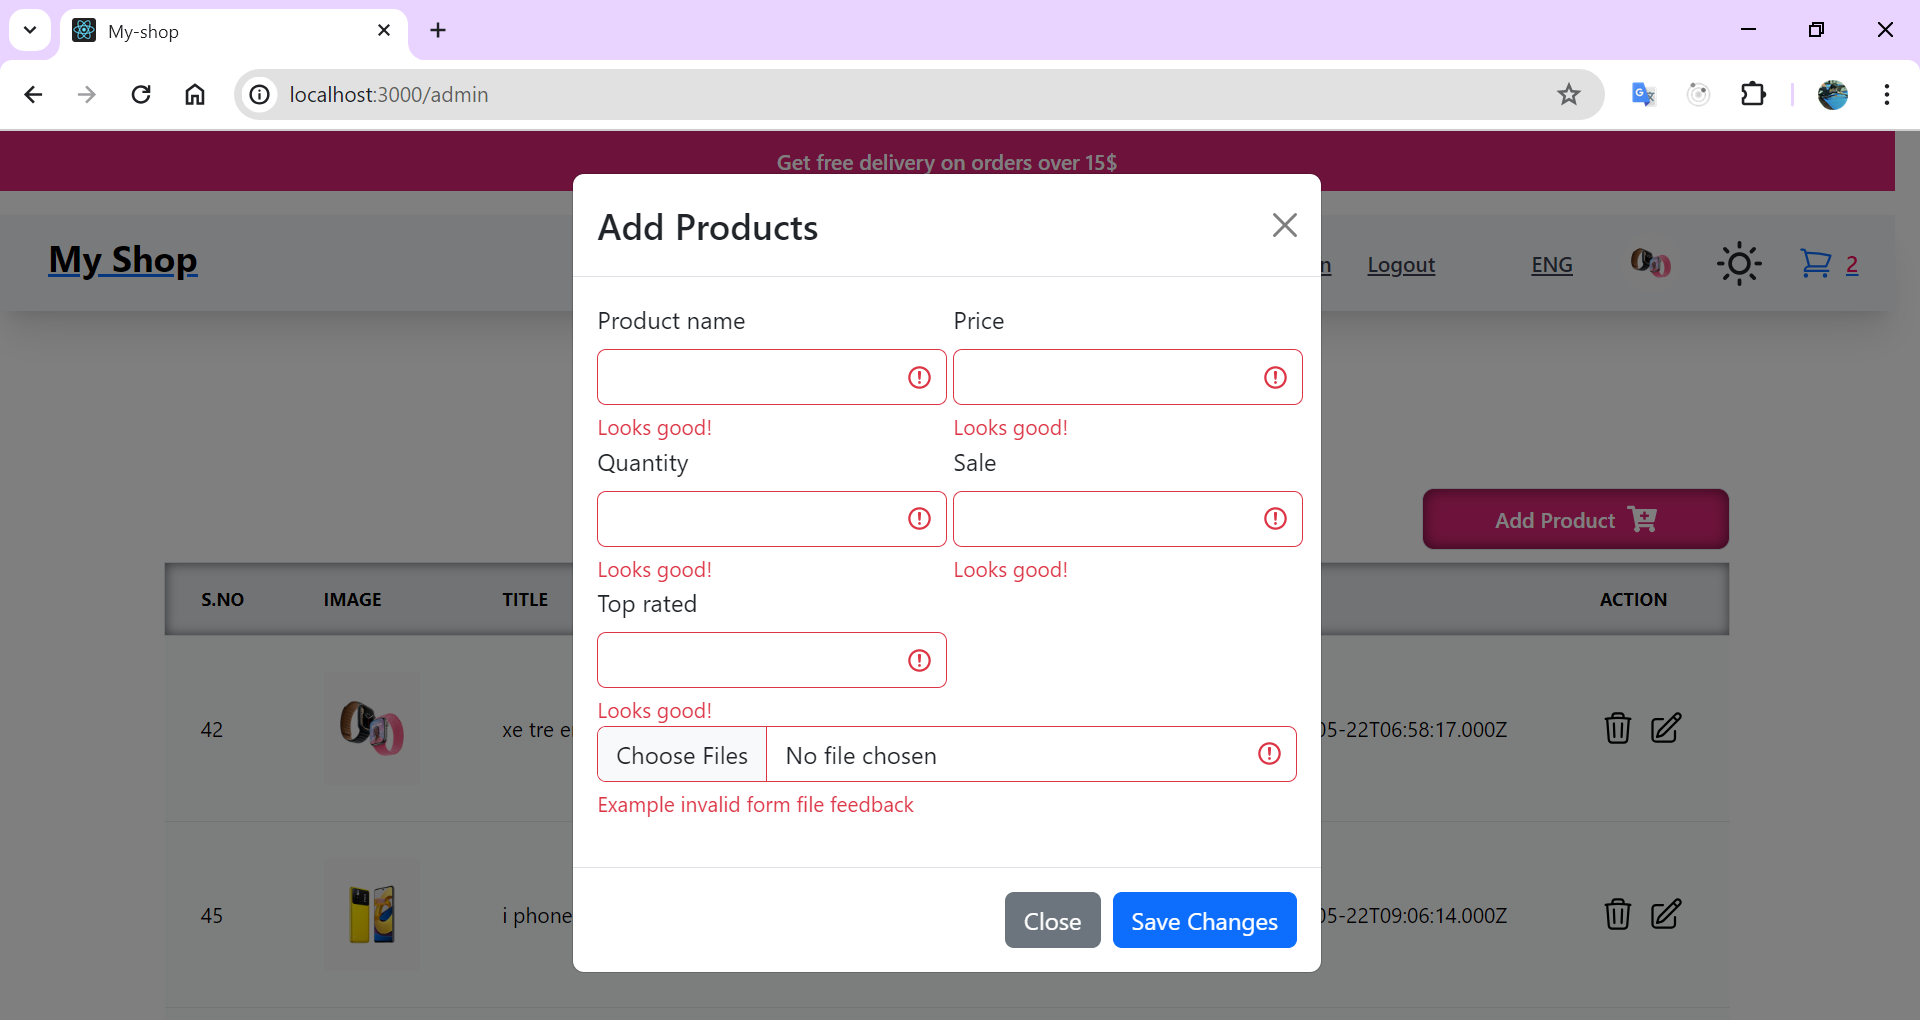 My-shop
localhost:3000/admin
Get free delivery on orders over 15$
Add Products
My Shop
Logout
ENG
2
Product name
Price
Looks good!
Looks good!
Quantity
Sale
Looks good!
Looks good!
Add Product
Top rated
S.NO
IMAGE
TITLE
ACTION
Looks good!
42
xe tre
05-22T06:58:17.000Z
Choose Files
No file chosen
Example invalid form file feedback
45
i phone
05-22T09:06:14.000Z
Close
Save Changes